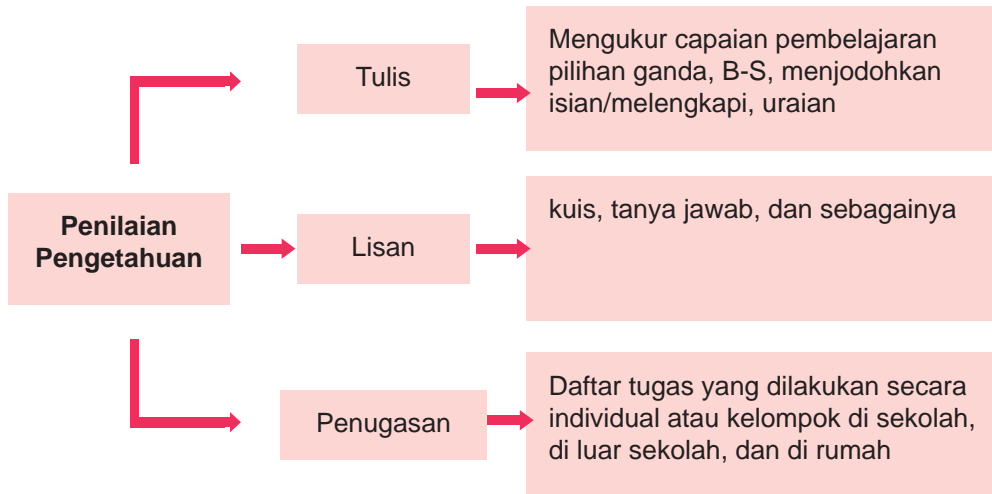 Penilaian
Pengetahuan
Tulis
Mengukur capaian pembelajaran
pilihan ganda, B-S, menjodohkan
isian/melengkapi, uraian
Lisan
kuis, tanya jawab, dan sebagainya
Penugasan
Daftar tugas yang dilakukan secara
individual atau kelompok di sekolah,
di luar sekolah, dan di rumah